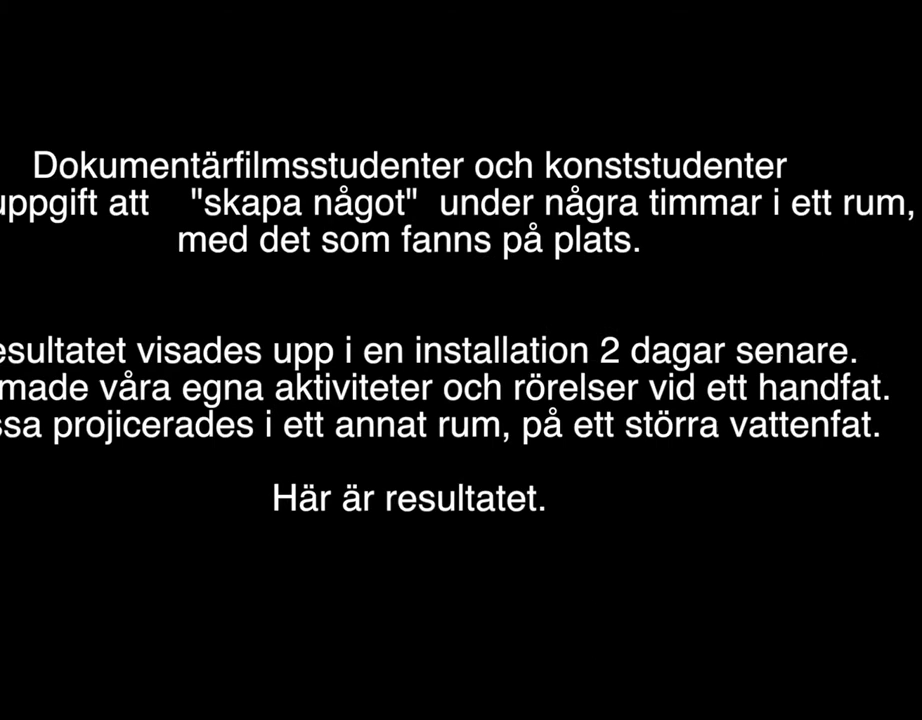 Dokumentärfilmsstudenter och konststudenter
uppgift att "skapa något" under några timmar i ett rum,
med det som fanns på plats.
esultatet visades upp i en installation 2 dagar senare.
made våra egna aktiviteter och rörelser vid ett handfat.
ssa projicerades i ett annat rum, på ett större vattenfat.
Här är resultatet.